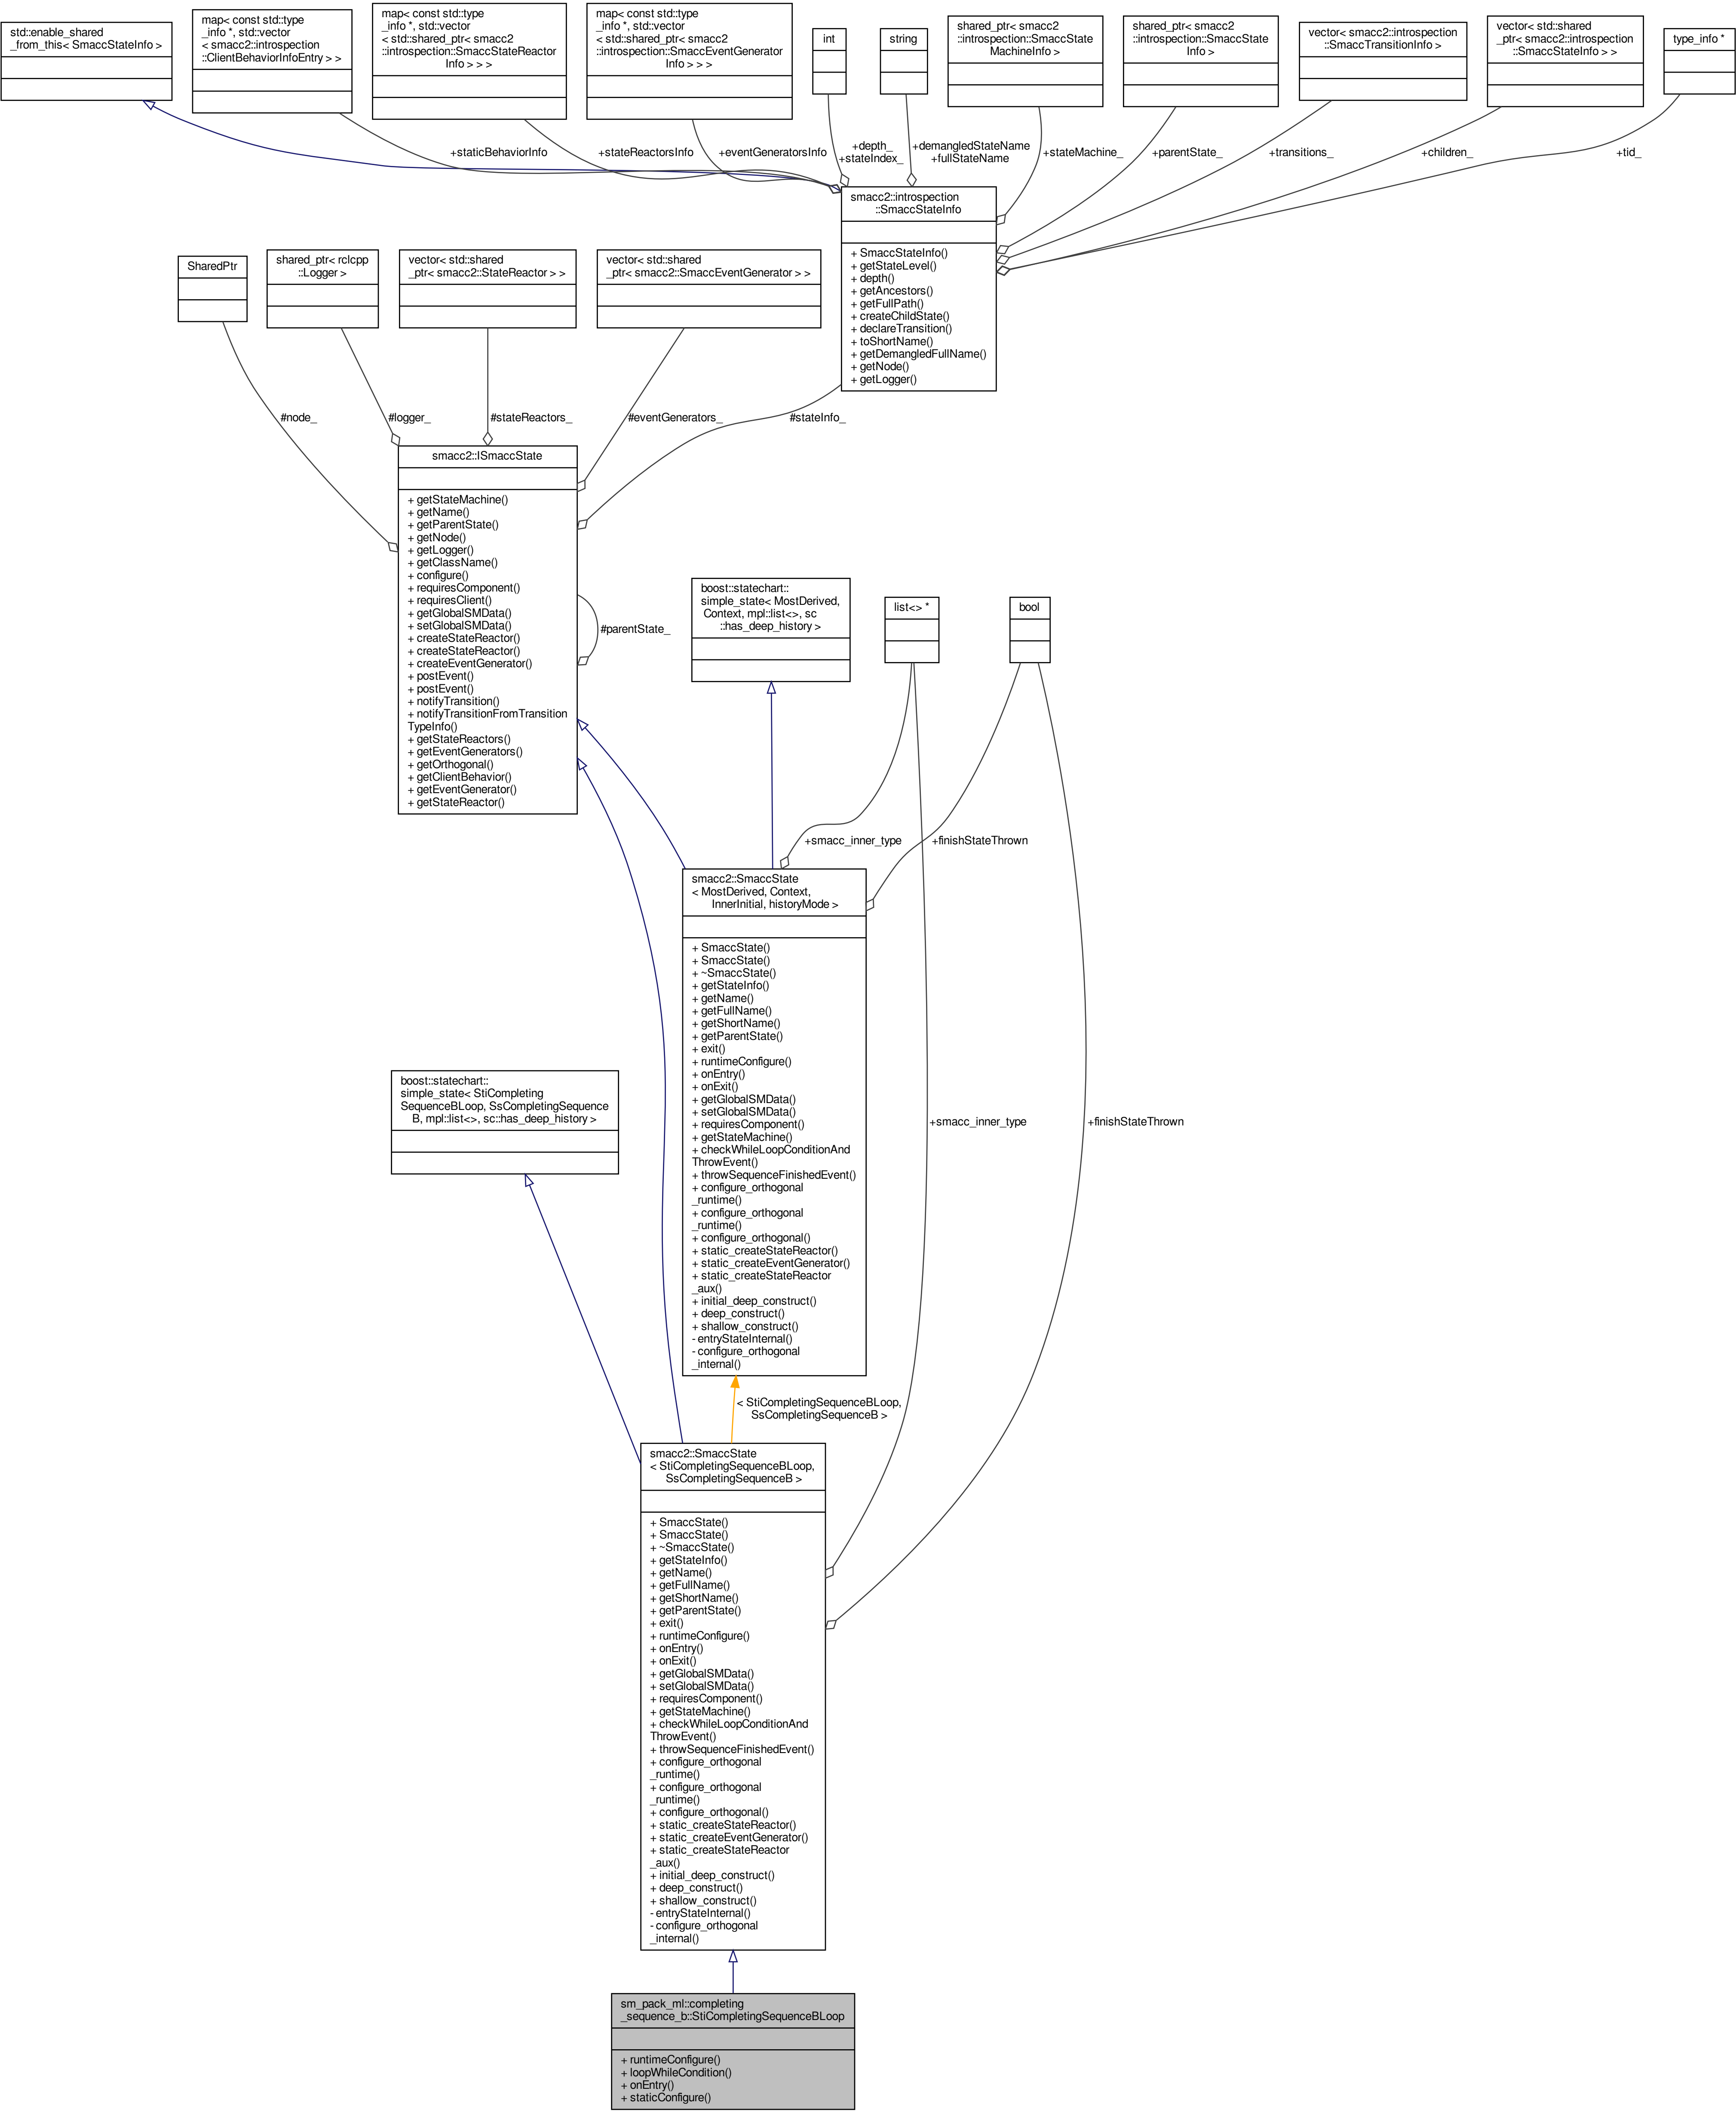 std::enable_shared
_from_this< SmaccStateInfo >
map< const std::type
_info *, std::vector
< smacc2::introspection
::ClientBehaviorInfoEntry > >
map< const std::type
_info *, std::vector
< std::shared_ptr< smacc2
::introspection::SmaccStateReactor
Info > > >
map< const std::type
_info *, std::vector
< std::shared_ptr< smacc2
::introspection::SmaccEventGenerator
Info > > >
int
string
shared_ptr< smacc2
::introspection::SmaccState
MachineInfo >
shared_ptr< smacc2
::introspection::SmaccState
Info >
vector< smacc2::introspection
::SmaccTransitionInfo >
vector< std::shared
_ptr< smacc2::introspection
::SmaccStateInfo > >
type_info *
+staticBehaviorInfo
+stateReactorsInfo
+eventGeneratorsInfo
+depth_
+stateIndex_
+demangledStateName
+fullStateName
+stateMachine_
+parentState_
+transitions_
+children_
+tid_
smacc2::introspection
::SmaccStateInfo
+ SmaccStateInfo()
+ getStateLevel()
+ depth()
+ getAncestors()
+ getFullPath()
+ createChildState()
+ declareTransition()
+ toShortName()
+ getDemangledFullName()
+ getNode()
+ getLogger()
SharedPtr
shared_ptr< rclcpp
::Logger >
vector< std::shared
_ptr< smacc2::StateReactor > >
vector< std::shared
_ptr< smacc2::SmaccEventGenerator > >
#node_
#logger_
#stateReactors_
#eventGenerators_
#stateInfo_
smacc2::ISmaccState
+ getStateMachine()
+ getName()
+ getParentState()
+ getNode()
+ getLogger()
+ getClassName()
+ configure()
+ requiresComponent()
+ requiresClient()
+ getGlobalSMData()
+ setGlobalSMData()
+ createStateReactor()
+ createStateReactor()
+ createEventGenerator()
+ postEvent()
+ postEvent()
+ notifyTransition()
+ notifyTransitionFromTransition
TypeInfo()
+ getStateReactors()
+ getEventGenerators()
+ getOrthogonal()
+ getClientBehavior()
+ getEventGenerator()
+ getStateReactor()
#parentState_
boost::statechart::
simple_state< MostDerived,
Context, mpl::list<>, sc
::has_deep_history >
list<> *
bool
+smacc_inner_type
+finishStateThrown
smacc2::SmaccState
< MostDerived, Context,
InnerInitial, historyMode >
+ SmaccState()
+ SmaccState()
+ ~SmaccState()
+ getStateInfo()
+ getName()
+ getFullName()
+ getShortName()
+ getParentState()
+ exit()
+ runtimeConfigure()
+ onEntry()
+ onExit()
+ getGlobalSMData()
+ setGlobalSMData()
+ requiresComponent()
+ getStateMachine()
+ checkWhileLoopConditionAnd
ThrowEvent()
+ throwSequenceFinishedEvent()
+ configure_orthogonal
_runtime()
+ configure_orthogonal
_runtime()
+ configure_orthogonal()
+ static_createStateReactor()
+ static_createEventGenerator()
+ static_createStateReactor
_aux()
+ initial_deep_construct()
+ deep_construct()
+ shallow_construct()
- entryStateInternal()
- configure_orthogonal
_internal()
boost::statechart::
simple_state< StiCompleting
SequenceBLoop, SsCompletingSequence
B, mpl::list<>, sc::has_deep_history >
+smacc_inner_type
+finishStateThrown
< StiCompletingSequenceBLoop,
SsCompletingSequenceB >
smacc2::SmaccState
< StiCompletingSequenceBLoop,
SsCompletingSequenceB >
+ SmaccState()
+ SmaccState()
+ ~SmaccState()
+ getStateInfo()
+ getName()
+ getFullName()
+ getShortName()
+ getParentState()
+ exit()
+ runtimeConfigure()
+ onEntry()
+ onExit()
+ getGlobalSMData()
+ setGlobalSMData()
+ requiresComponent()
+ getStateMachine()
+ checkWhileLoopConditionAnd
ThrowEvent()
+ throwSequenceFinishedEvent()
+ configure_orthogonal
_runtime()
+ configure_orthogonal
_runtime()
+ configure_orthogonal()
+ static_createStateReactor()
+ static_createEventGenerator()
+ static_createStateReactor
_aux()
+ initial_deep_construct()
+ deep_construct()
+ shallow_construct()
- entryStateInternal()
- configure_orthogonal
_internal()
sm_pack_ml::completing
_sequence_b::StiCompletingSequenceBLoop
+ runtimeConfigure()
+ loopWhileCondition()
+ onEntry()
+ staticConfigure()